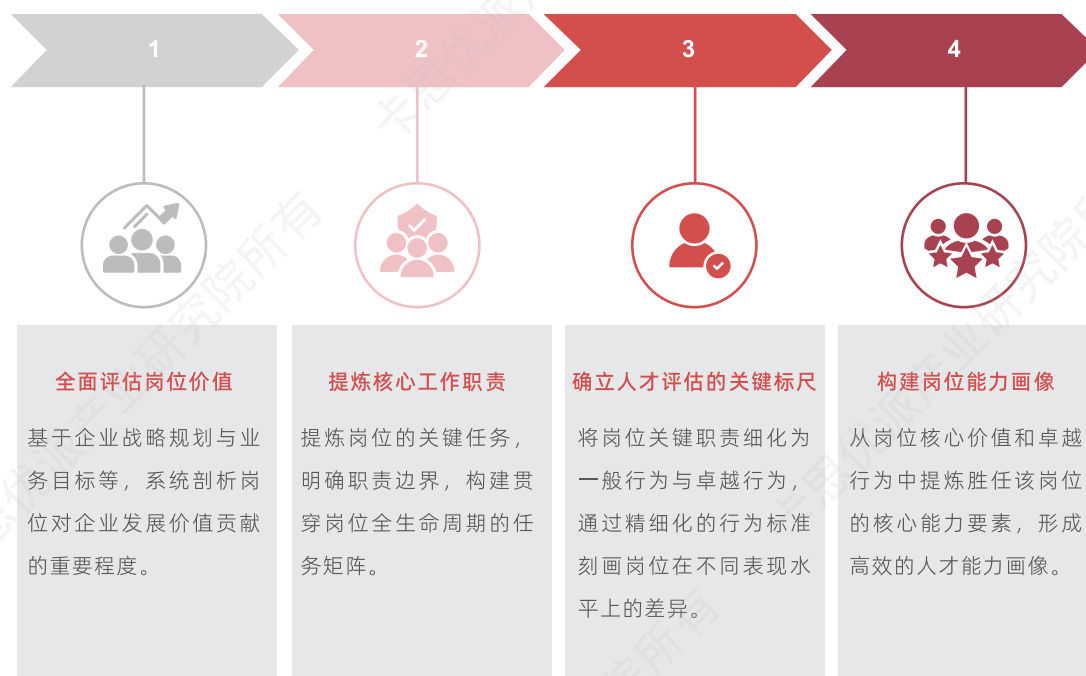 1
2
3
4
全面评估岗位价值
基于企业战略规划与业
务目标等，系统剖析岗
位对企业发展价值贡献
的重要程度。
提炼核心工作职责
提炼岗位的关键任务，
明确职责边界，构建贯
穿岗位全生命周期的任
务矩阵。
确立人才评估的关键标尺
将岗位关键职责细化为
一般行为与卓越行为，
通过精细化的行为标准
刻画岗位在不同表现水
平上的差异。
构建岗位能力画像
从岗位核心价值和卓越
行为中提炼胜任该岗位
的核心能力要素，形成
高效的人才能力画像。